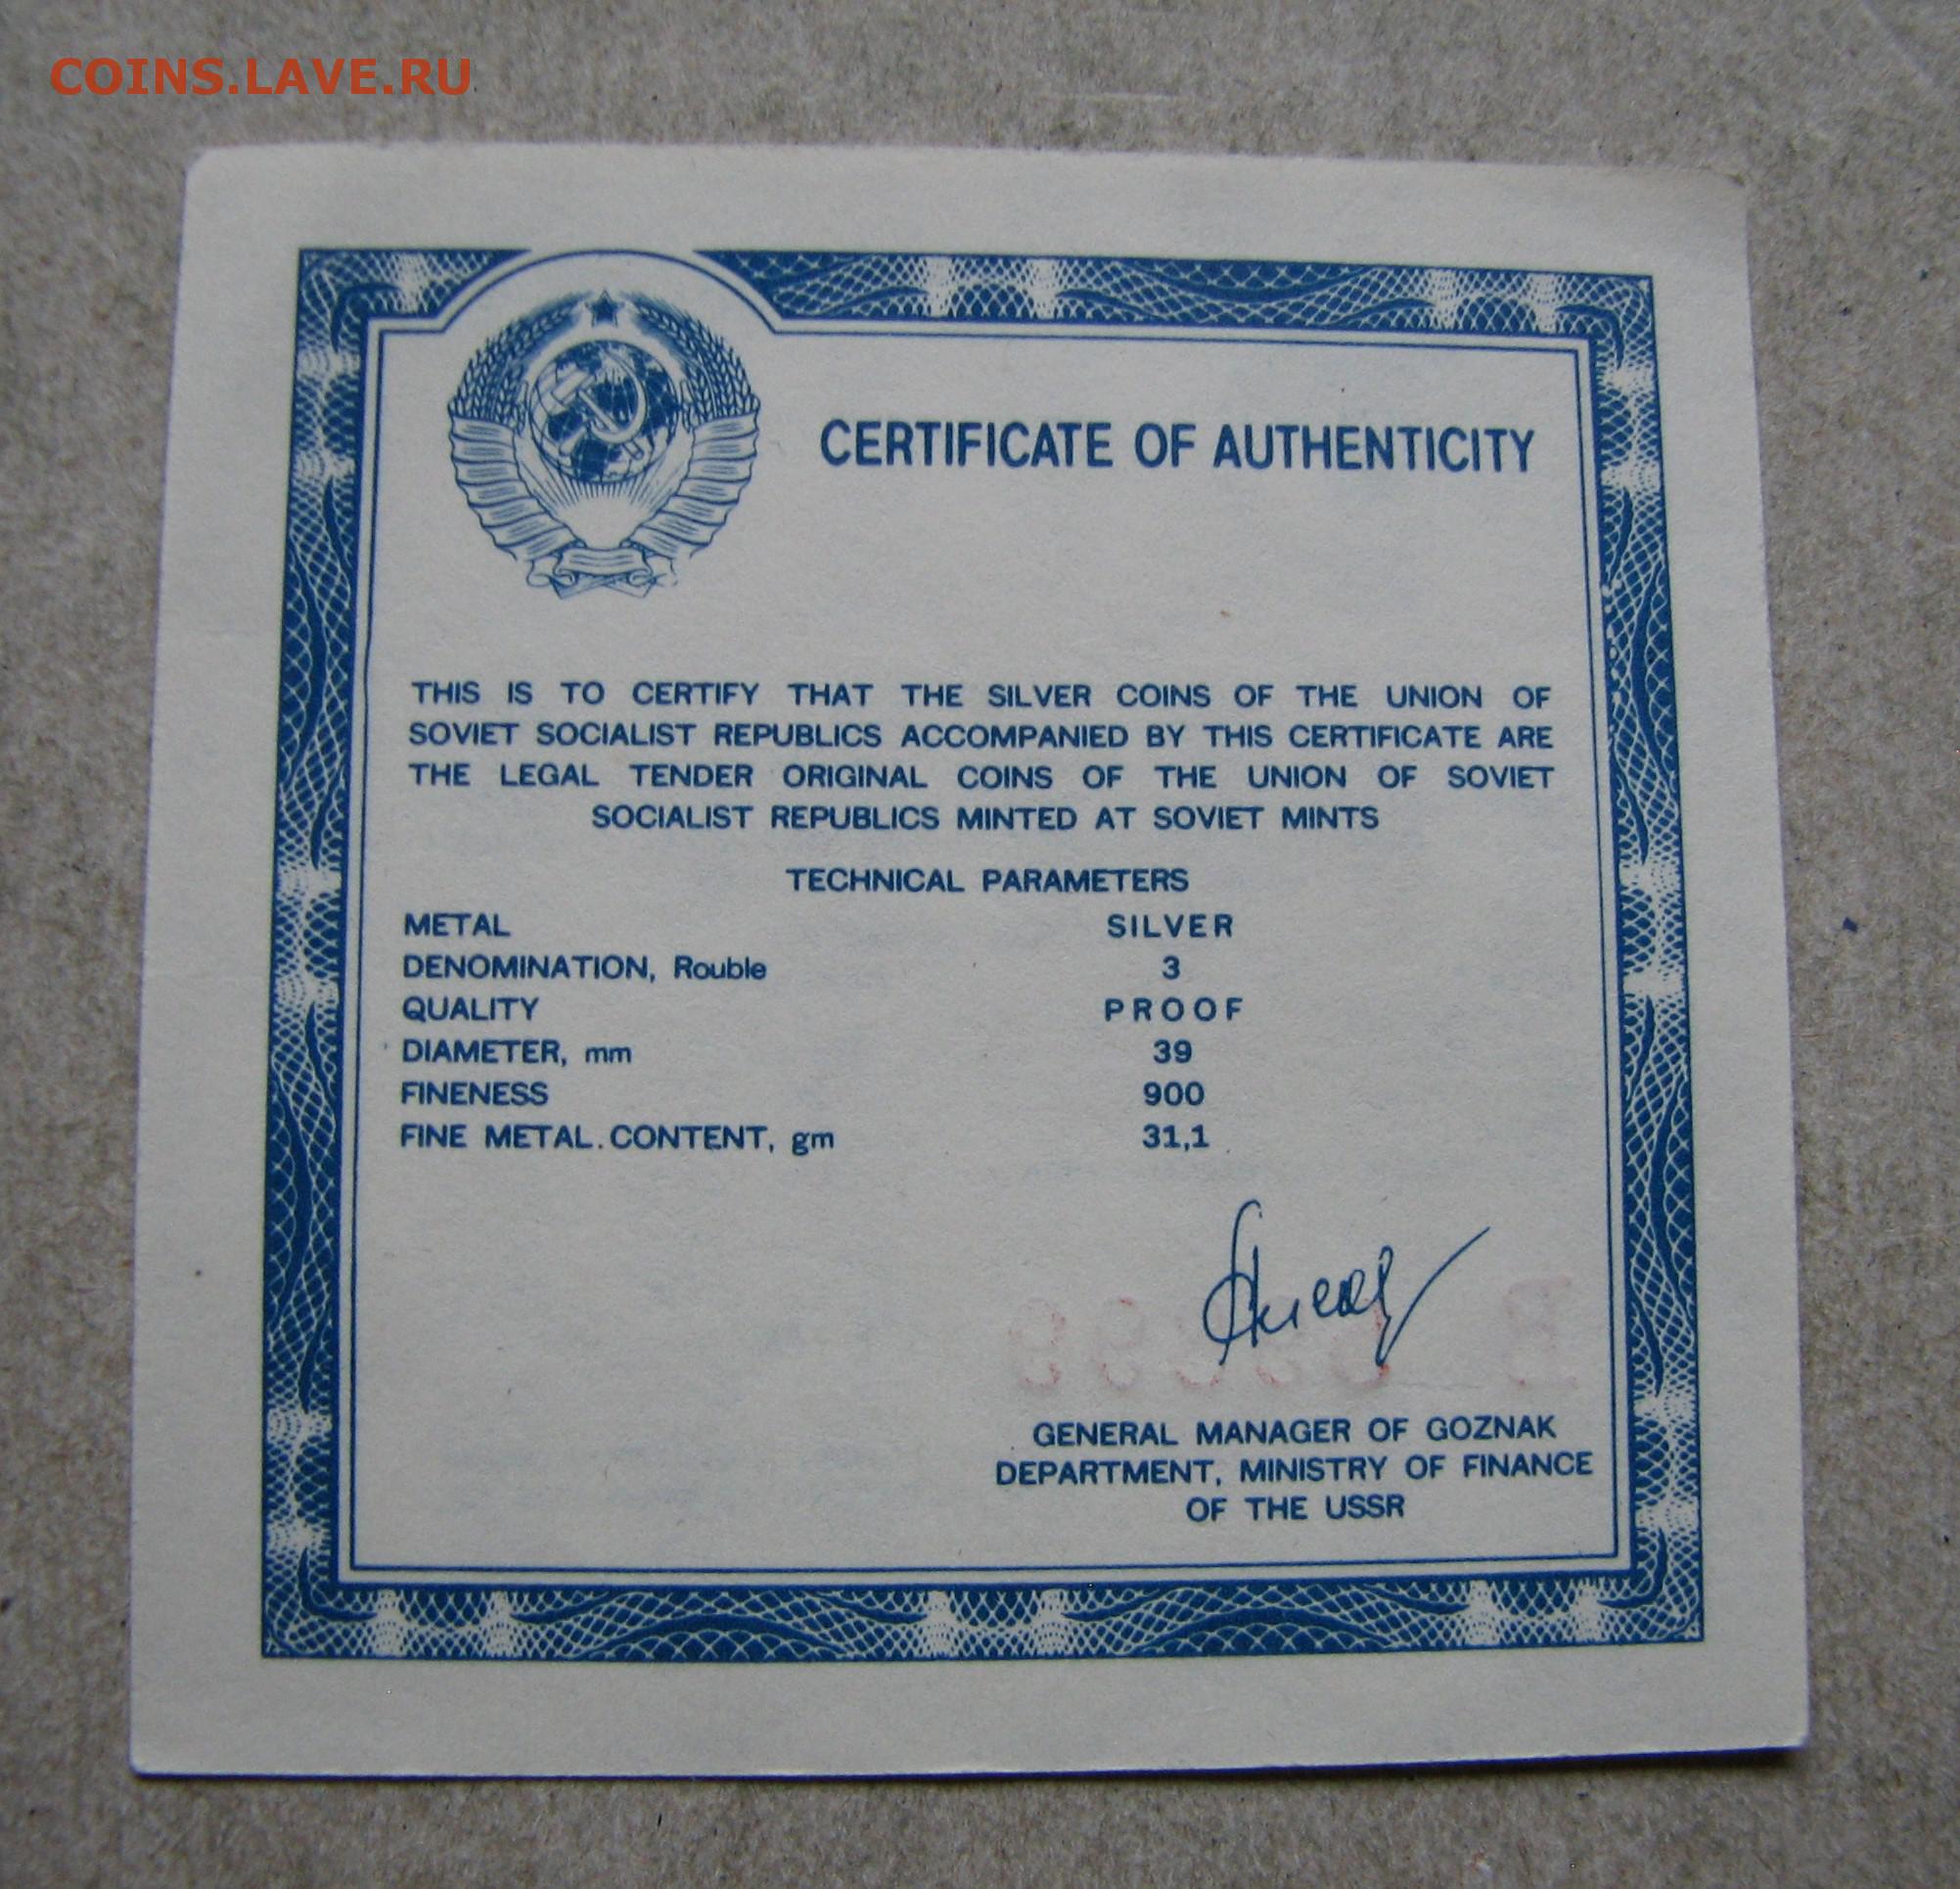 COINS.LAVE.RU
CERTIFICATE OF AUTHENTICITY
THIS IS TO CERTIFY THAT THE SILVER COINS OF THE UNION OF
SOVIET SOCIALIST REPUBLICS ACCOMPANIED BY THIS CERTIFICATE ARE
THE LEGAL TENDER ORIGINAL COINS OF THE UNION OF SOVIET
SOCIALIST REPUBLICS MINTED AT SOVIET MINTS
TECHNICAL PARAMETERS
METAL SILVER
DENOMINATION, Rouble 3
QUALITY PROOF
DIAMETER, mm 39
FINENESS 900
FINE METAL.CONTENT, gm 31,1
GENERAL MANAGER OF GOZNAK
DEPARTMENT, MINISTRY OF FINANCE
OF THE USSR